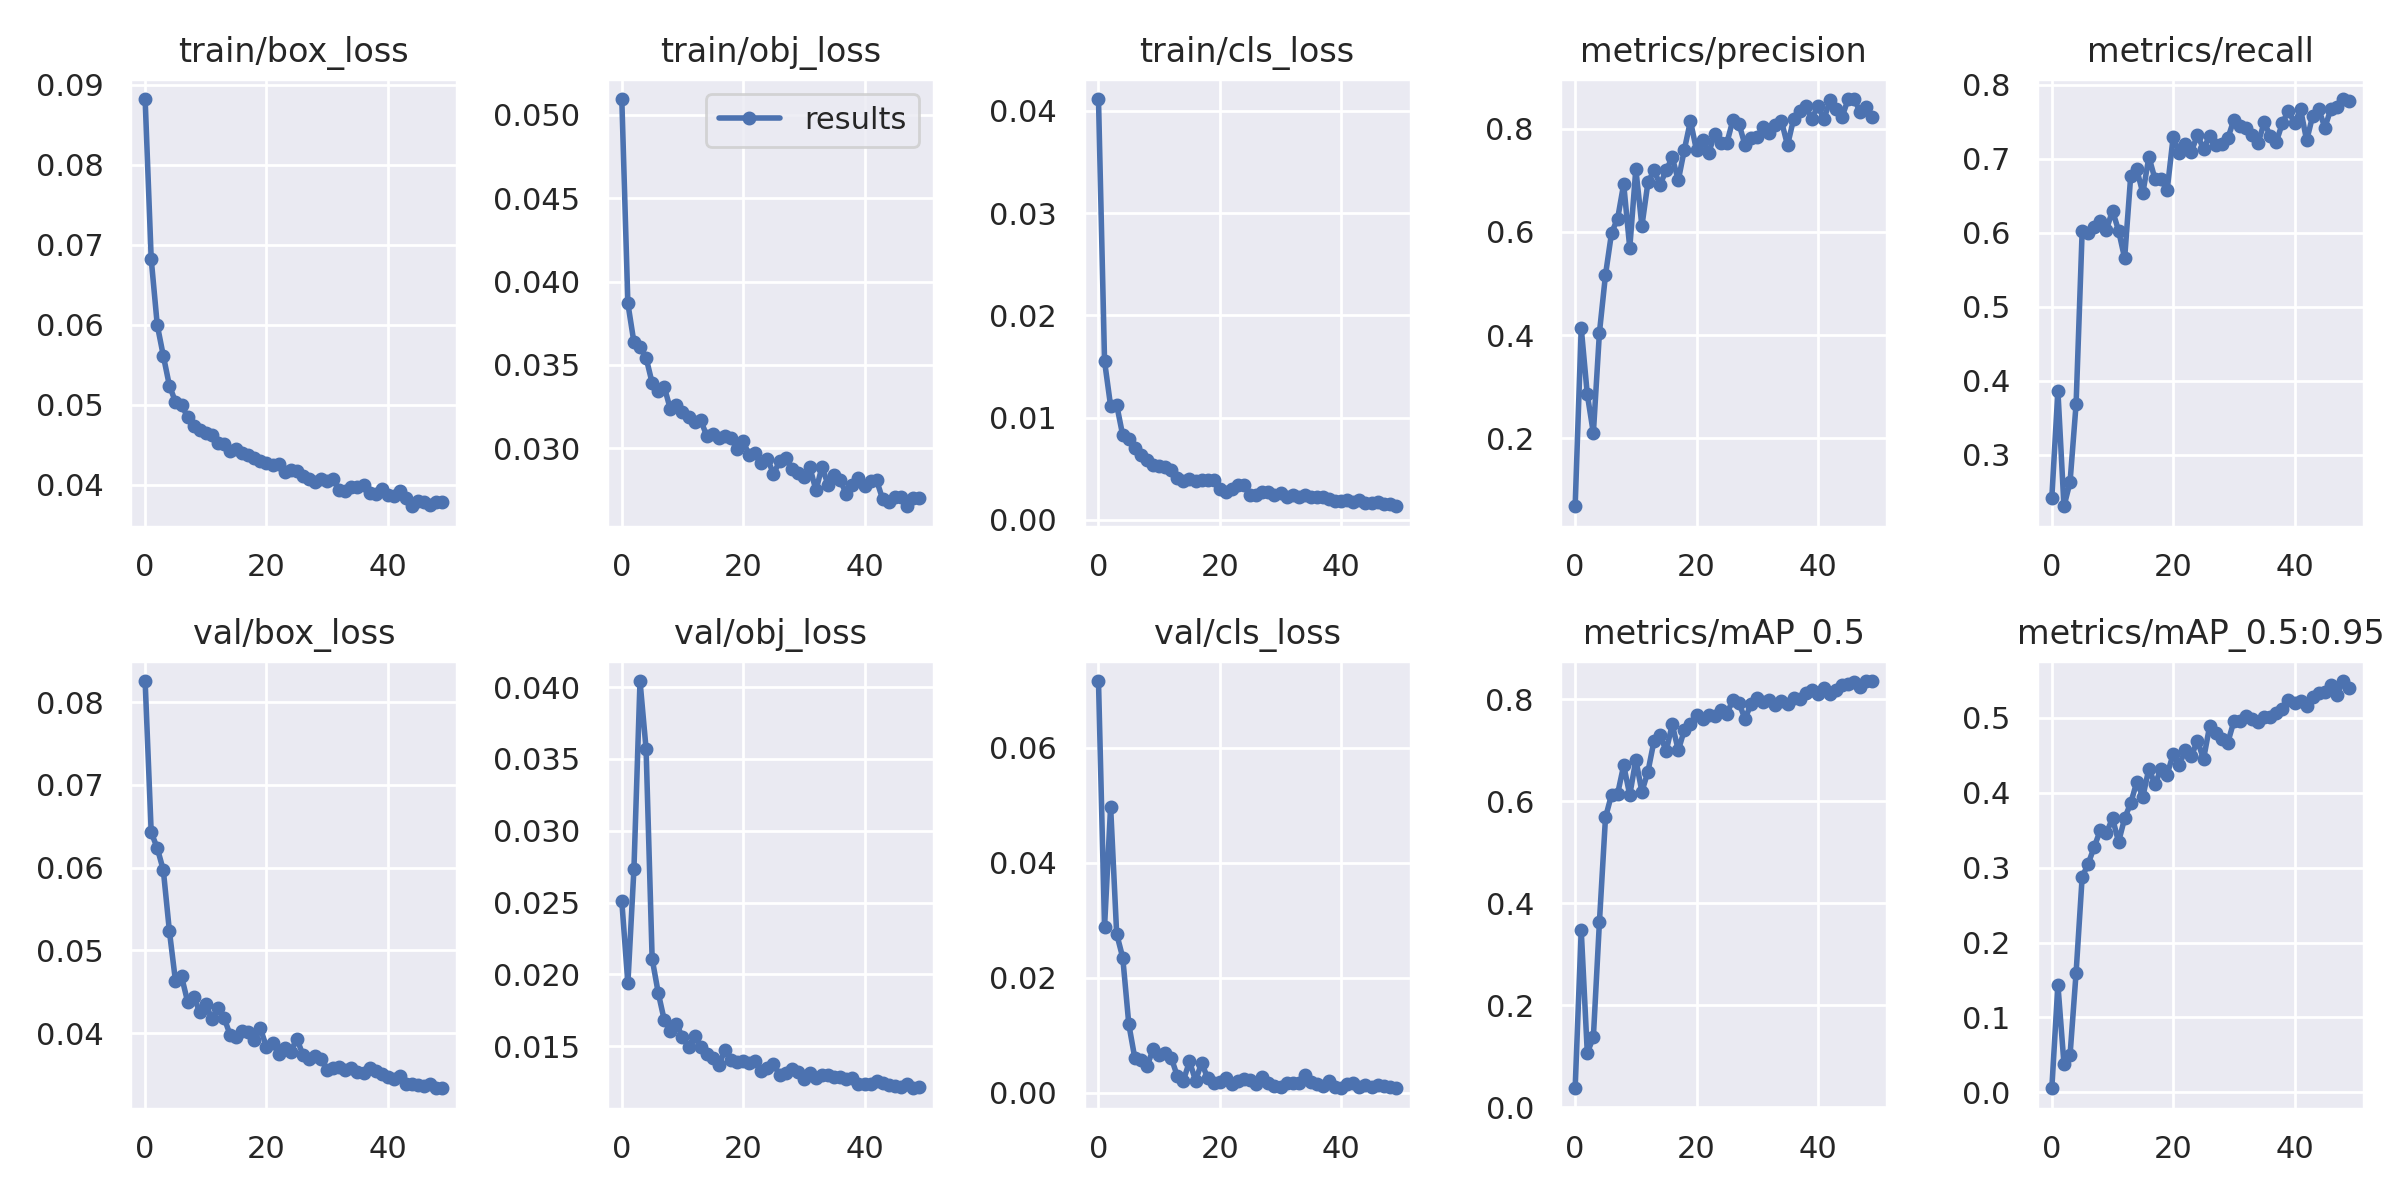 train/box_loss
0.09
0.08
0.07
0.06
0.05
0.04
0 20 40
train/obj_loss
results
0.050
0.045
0.040
0.035
0.030
0 20 40
train/cls_loss
0.04
0.03
0.02
0.01
0.00
0 20 40
metrics/precision
0.8
0.6
0.4
0.2
0 20 40
metrics/recall
0.8
0.7
0.6
0.5
0.4
0.3
0 20 40
val/box_loss
0.08
0.07
0.06
0.05
0.04
0 20 40
val/obj_loss
0.040
0.035
0.030
0.025
0.020
0.015
0 20 40
val/cls_loss
0.06
0.04
0.02
0.00
0 20 40
metrics/mAP_0.5
0.8
0.6
0.4
0.2
0.0
0 20 40
metrics/mAP_0.5:0.95
0.5
0.4
0.3
0.2
0.1
0.0
0 20 40